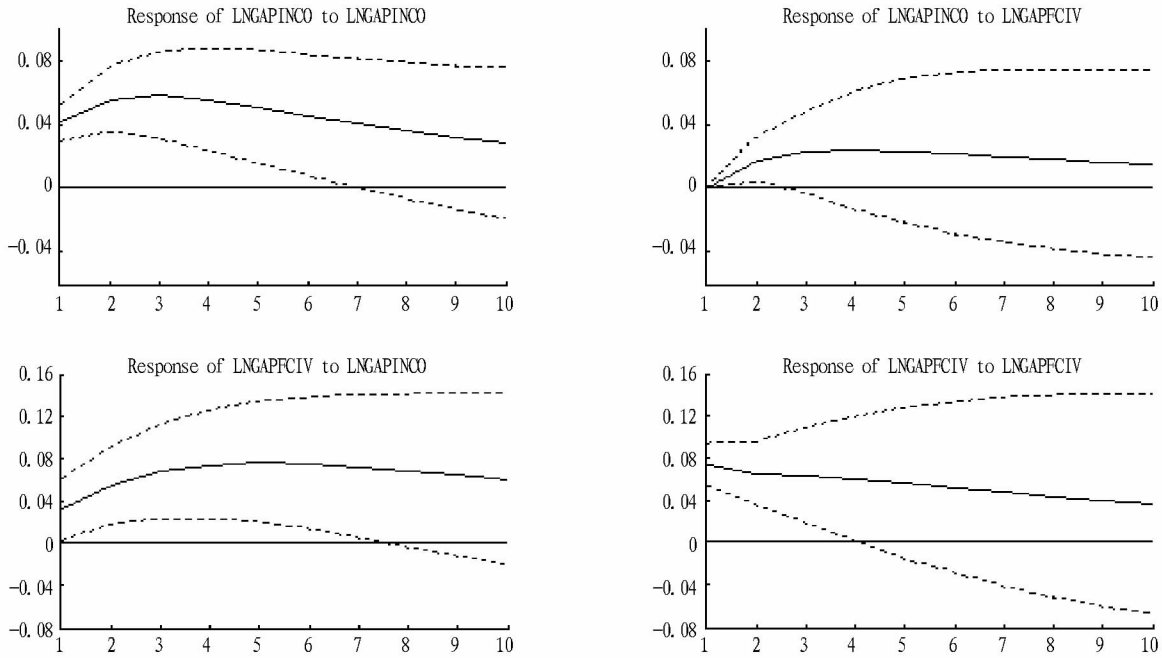 Response of LNGAPINCO to LNGAPINCO
0.08
0.04
0
-0.04
1 2 3 4 5 6 7 8 9 10
Response of LNGAPINCO to LNGAPFCIV
0.08
0.04
0
-0.04
1 2 3 4 5 6 7 8 9 10
Response of LNGAPFCIV to LNGAPINCO
0.16
0.12
0.08
0.04
0
-0.04
-0.08
1 2 3 4 5 6 7 8 9 10
Response of LNGAPFCIV to LNGAPFCIV
0.16
0.12
0.08
0.04
0
-0.04
-0.08
1 2 3 4 5 6 7 8 9 10